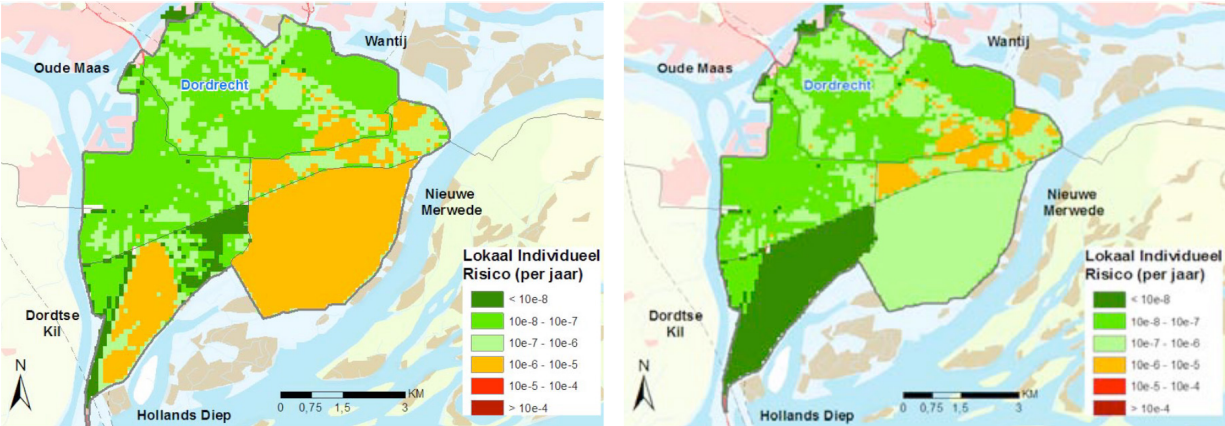 Wantij
Oude Maas
Dordrecht
Nieuwe
Merwede
Lokaal Individueel
Risico (per jaar)
< 10e-8
10e-8 - 10e-7
10e-7 - 10e-6
10e-6 - 10e-5
10e-5 - 10e-4
> 10e-4
Dordtse
Kil
N
KM
0 0,75 1,5 3
Hollands Diep
Wantij
Oude Maas
Dordrecht
Nieuwe
Merwede
Lokaal Individueel
Risico (per jaar)
< 10e-8
10e-8 - 10e-7
10e-7 - 10e-6
10e-6 - 10e-5
10e-5 - 10e-4
> 10e-4
Dordtse
Kil
N
KM
0 0,75 1,5 3
Hollands Diep